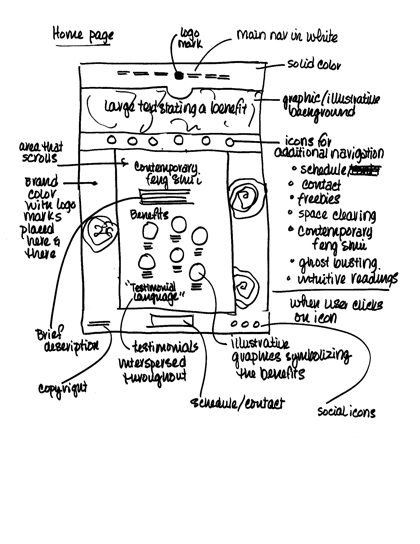 Home page
logo
mark
main nav in white
solid color
Large text stating a benefit
graphic/illustrative
background
area that
scrolls
icons for
additional navigation
• schedule/
• contact
• freebies
• space clearing
• contemporary
feng shui
• ghost busting
• intuitive readings
when user clicks
on icon
Brand
color
with logo
marks
placed
here &
there
Contemporary
feng shui
Benefits
"Testimonial
language"
Brief
description
copyright
testimonials
interspersed
throughout
illustrative
graphics symbolizing
the benefits
schedule/contact
social icons